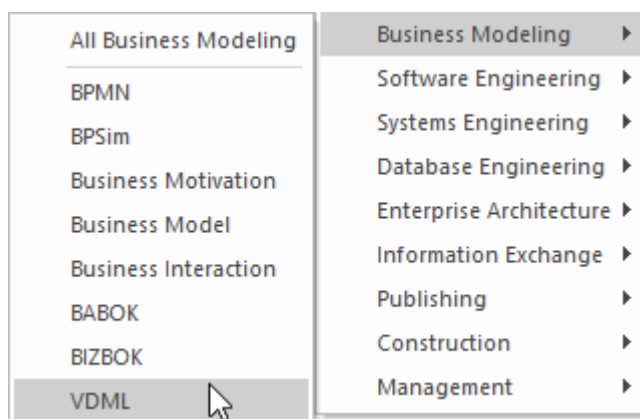 All Business Modeling
BPMN
BPSim
Business Motivation
Business Model
Business Interaction
BABOK
BIZBOK
VDML
Business Modeling
Software Engineering
Systems Engineering
Database Engineering
Enterprise Architecture
Information Exchange
Publishing
Construction
Management